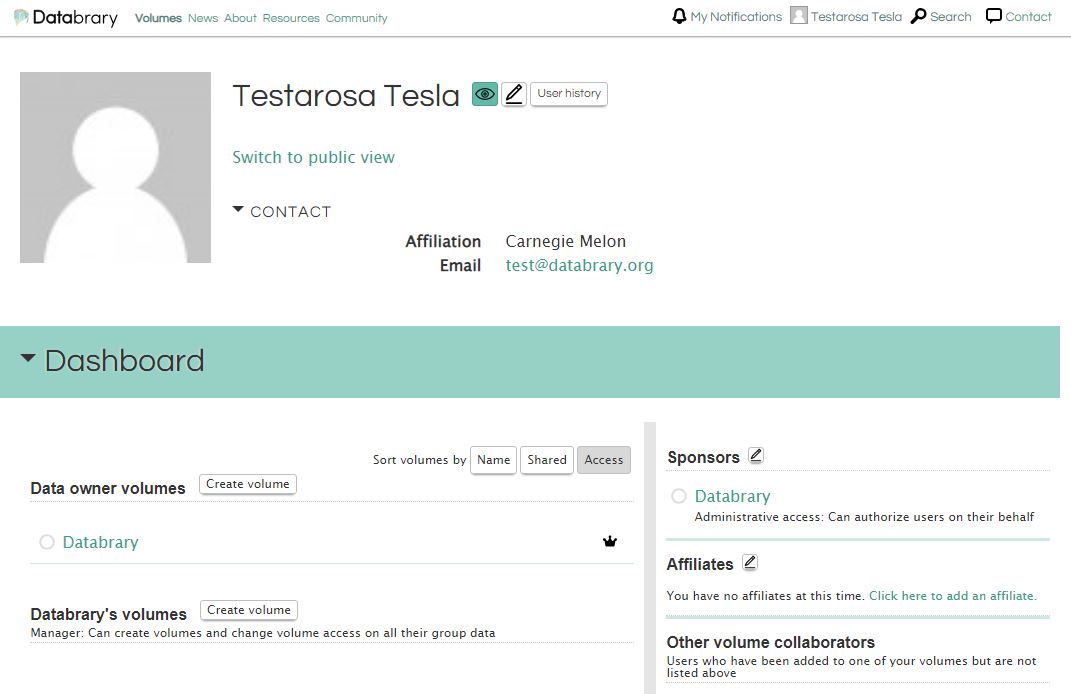 Databrary Volumes News About Resources Community My Notifications Testarosa Tesla Search Contact
Testarosa Tesla User history
Switch to public view
CONTACT
Affiliation Carnegie Melon
Email test@databrary.org
Dashboard
Sort volumes by Name Shared Access
Data owner volumes Create volume
Databrary
Databrary's volumes Create volume
Manager: Can create volumes and change volume access on all their group data
Sponsors
Databrary
Administrative access: Can authorize users on their behalf
Affiliates
You have no affiliates at this time. Click here to add an affiliate.
Other volume collaborators
Users who have been added to one of your volumes but are not
listed above